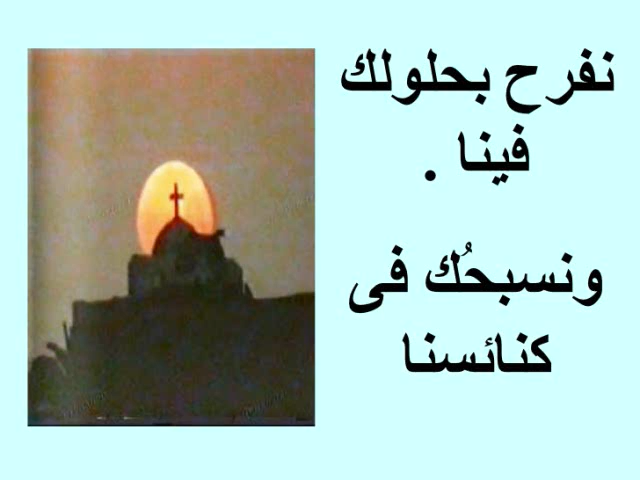 نفرح بحلولك
فينا .
ونسبحُك فى
كنائسنا